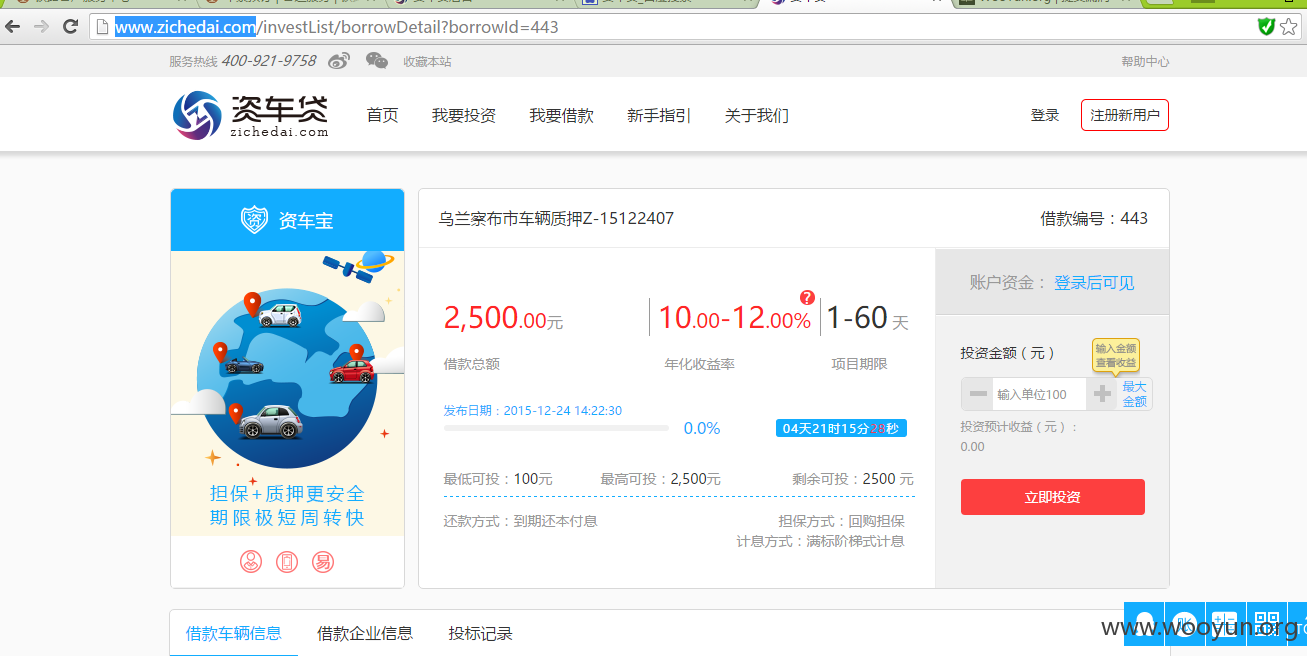 www.zichedai.com/investList/borrowDetail?borrowId=443
服务热线 400-921-9758 收藏本站 帮助中心
资车贷
zichedai.com
首页 我要投资 我要借款 新手指引 关于我们 登录 注册新用户
资车宝
担保+质押更安全
期限极短周转快
易
乌兰察布市车辆质押Z-15122407 借款编号：443
2,500.00元 10.00-12.00% ? 1-60 天
借款总额 年化收益率 项目期限
发布日期：2015-12-24 14:22:30
0.0% 04天21时15分28秒
最低可投：100元 最高可投：2,500元 剩余可投：2500 元
还款方式：到期还本付息 担保方式：回购担保
计息方式：满标阶梯式计息
账户资金： 登录后可见
投资金额（元）
输入金额
查看收益
输入单位100
最大
金额
投资预计收益（元）：
0.00
立即投资
借款车辆信息 借款企业信息 投标记录
www.wooyun.org